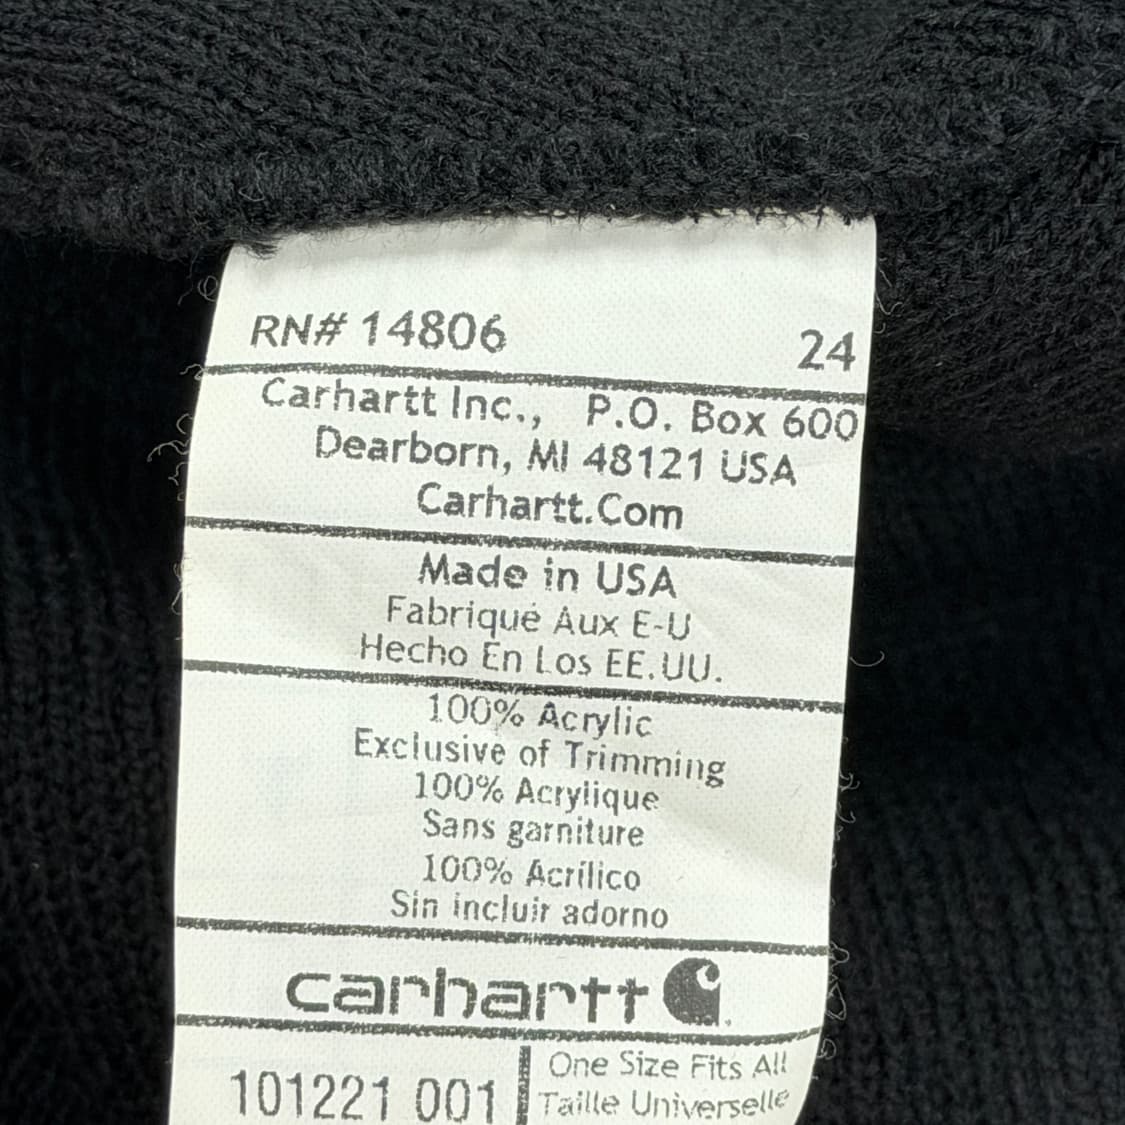 RN# 14806 24
Carhartt Inc., P.O. Box 600
Dearborn, MI 48121 USA
Carhartt.Com
Made in USA
Fabriqué Aux E-U
Hecho En Los EE.UU.
100% Acrylic
Exclusive of Trimming
100% Acrylique
Sans garniture
100% Acrílico
Sin incluir adorno
carhartt
101221 001
One Size Fits All
Taille Universelle